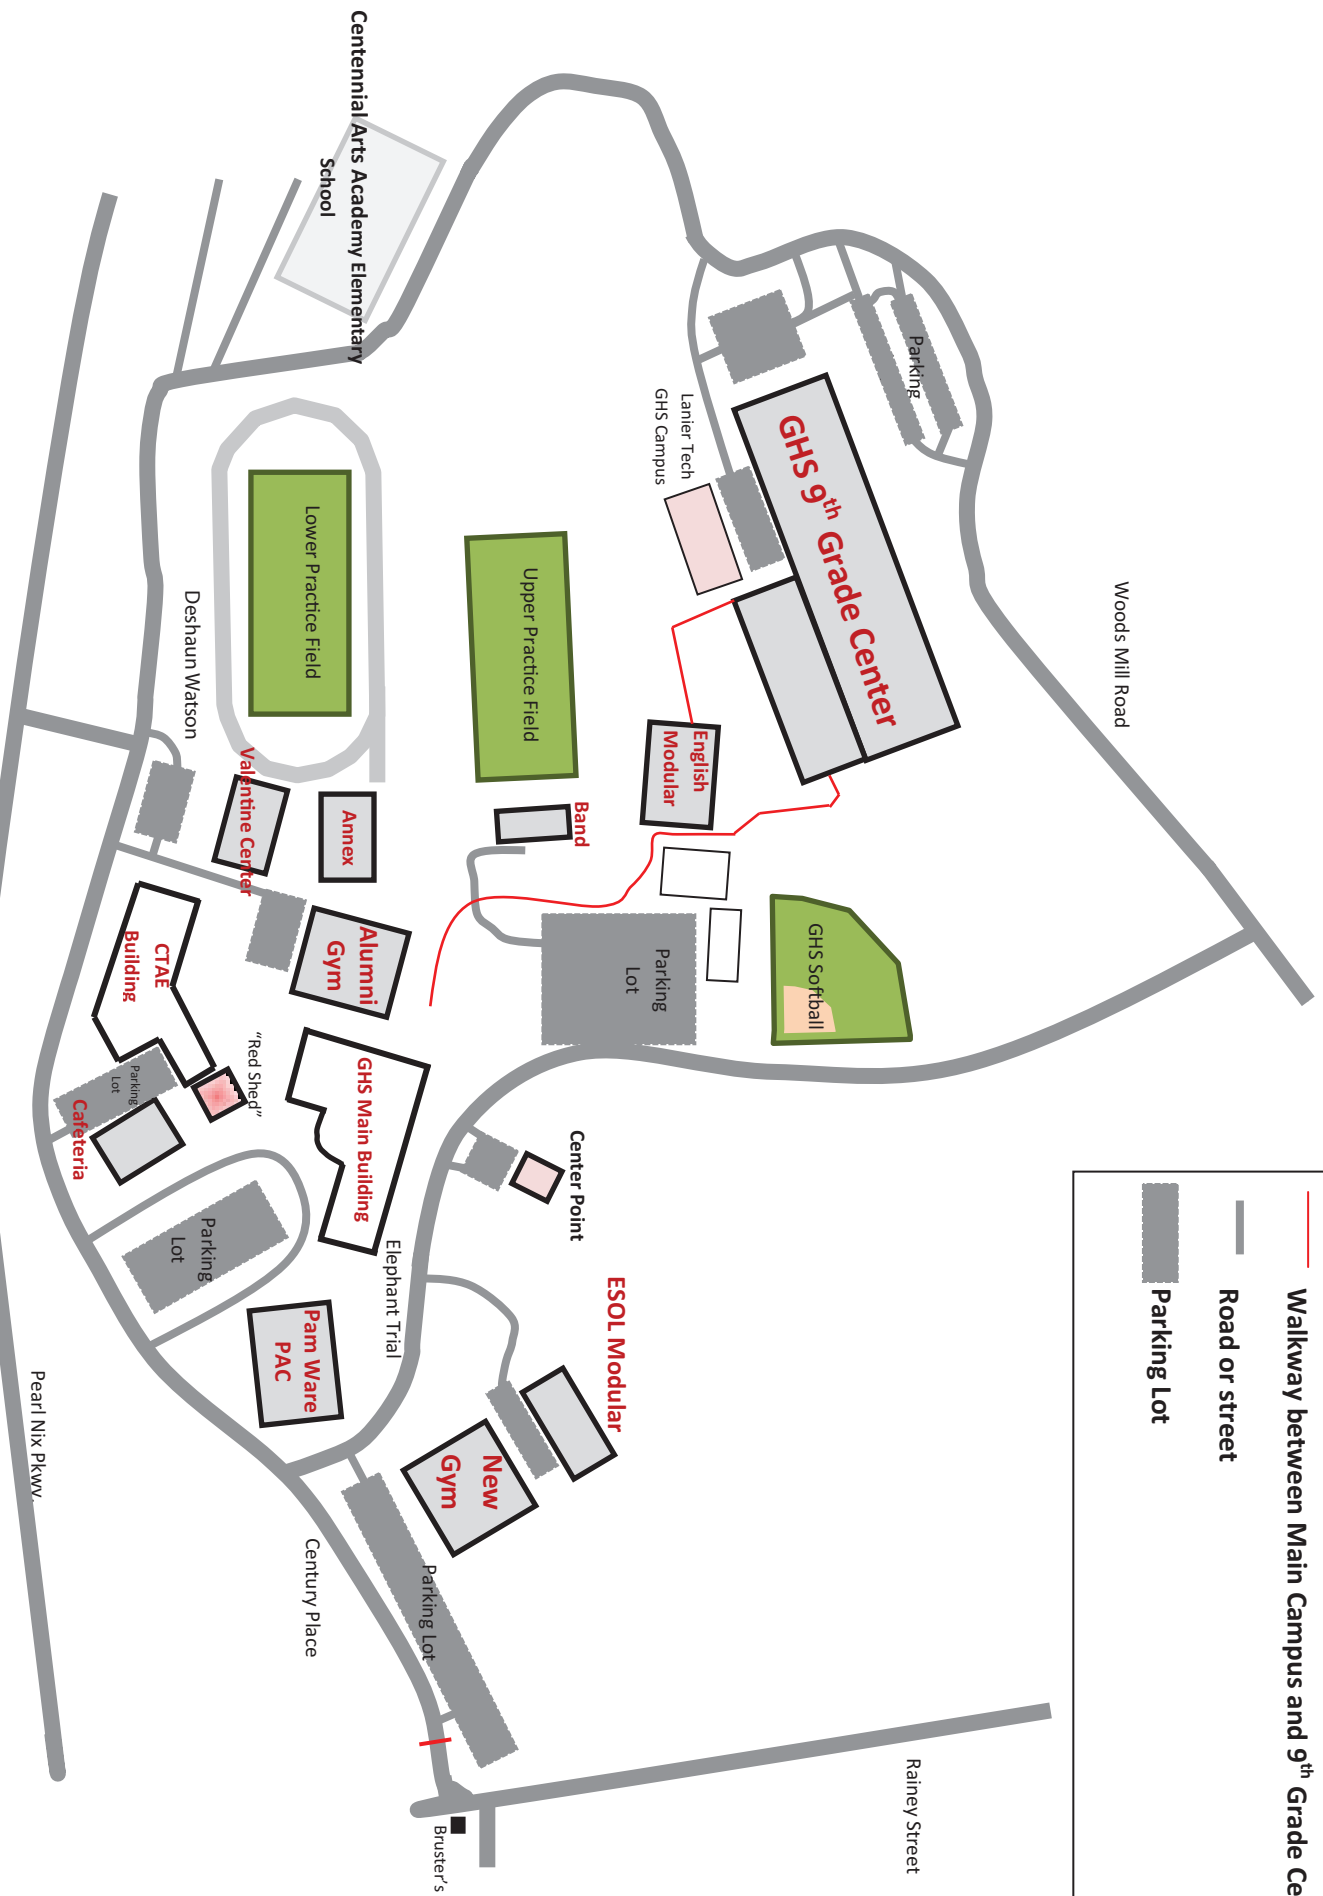 Walkway between Main Campus and 9th Grade Ce
Road or street
Parking Lot
Woods Mill Road
Rainey Street
Parking
GHS 9th Grade Center
GHS Softball
Lanier Tech
GHS Campus
English
Modular
Parking
Lot
ESOL Modular
Center Point
Band
Upper Practice Field
New
Gym
Bruster's
Parking Lot
Elephant Trial
Centennial Arts Academy Elementary
School
Lower Practice Field
Annex
Alumni
Gym
GHS Main Building
Pam Ware
PAC
Century Place
Valentine Center
"Red Shed"
Deshaun Watson
Parking
Lot
CTAE
Building
Parking
Lot
Cafeteria
Pearl Nix Pkwy.